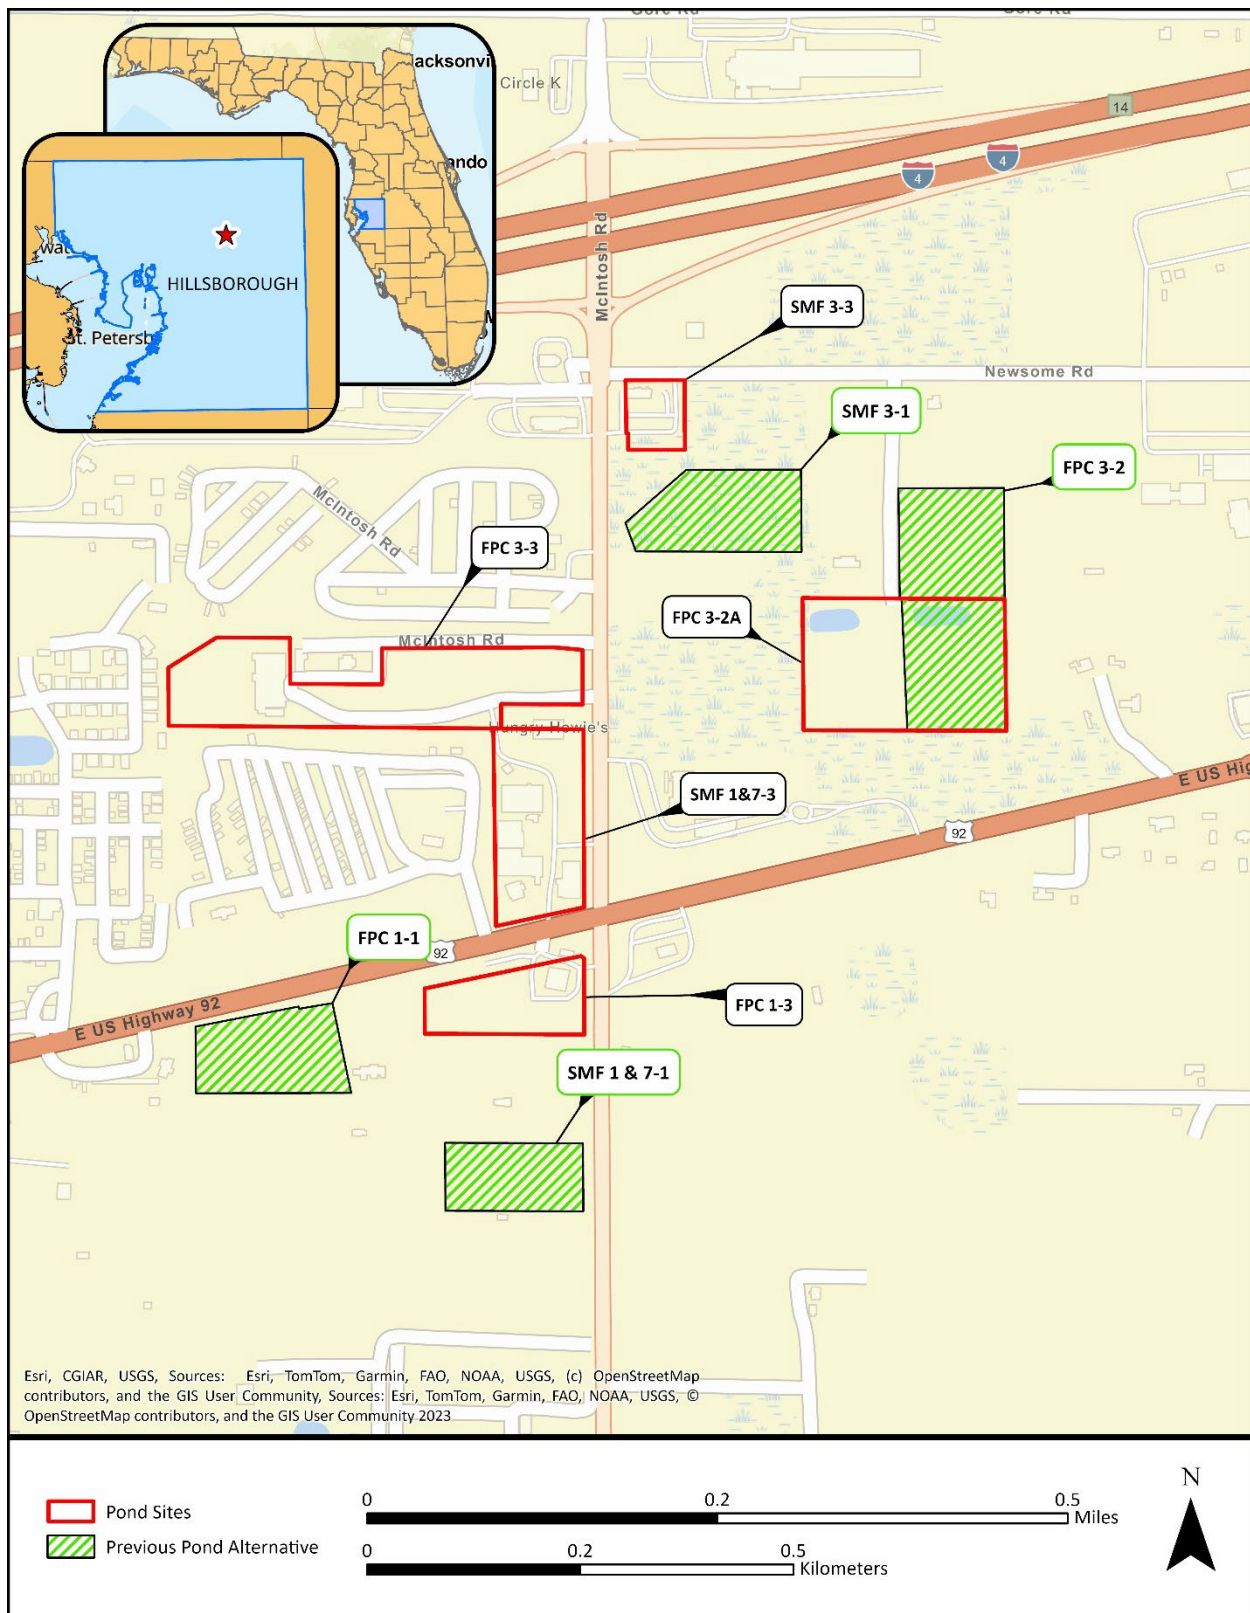 Gore Rd
Gore Rd
acksonvi
Circle K
14
4
4
ando
McIntosh Rd
wat
HILLSBOROUGH
St. Petersb
SMF 3-3
Newsome Rd
SMF 3-1
FPC 3-2
McIntosh Rd
FPC 3-3
FPC 3-2A
McIntosh Rd
Hungry Howie's
SMF 1&7-3
E US Hig
92
FPC 1-1
92
FPC 1-3
E US Highway 92
SMF 1 & 7-1
Esri, CGIAR, USGS, Sources: Esri, TomTom, Garmin, FAO, NOAA, USGS, (c) OpenStreetMap
contributors, and the GIS User Community, Sources: Esri, TomTom, Garmin, FAO, NOAA, USGS, ©
OpenStreetMap contributors, and the GIS User Community 2023
N
Pond Sites
Previous Pond Alternative
0 0.2 0.5
Miles
0 0.2 0.5
Kilometers